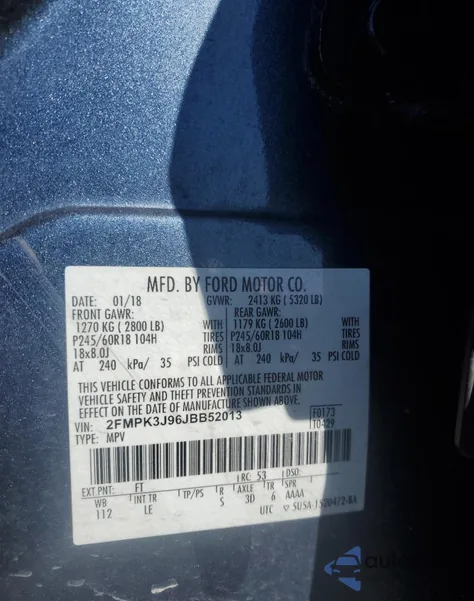 MFD. BY FORD MOTOR CO.
DATE: 01/18 GVWR: 2413 KG ( 5320 LB)
FRONT GAWR: REAR GAWR:
1270 KG ( 2800 LB) WITH 1179 KG ( 2600 LB) WITH
P245/60R18 104H TIRES P245/60R18 104H TIRES
18x8.0J RIMS 18x8.0J RIMS
AT 240 kPa/ 35 PSI COLD AT 240 kPa/ 35 PSI COLD
THIS VEHICLE CONFORMS TO ALL APPLICABLE FEDERAL MOTOR
VEHICLE SAFETY AND THEFT PREVENTION STANDARDS IN EFFECT
ON THE DATE OF MANUFACTURE SHOWN ABOVE.
VIN: 2FMPK3J96JBB52013 F0173
TYPE: MPV T0429
EXT PNT: FT RC: 53 DSO:
WB INT TR TP/PS R AXLE TR SPR
112 LE S 3D 6 AAAA
UTC